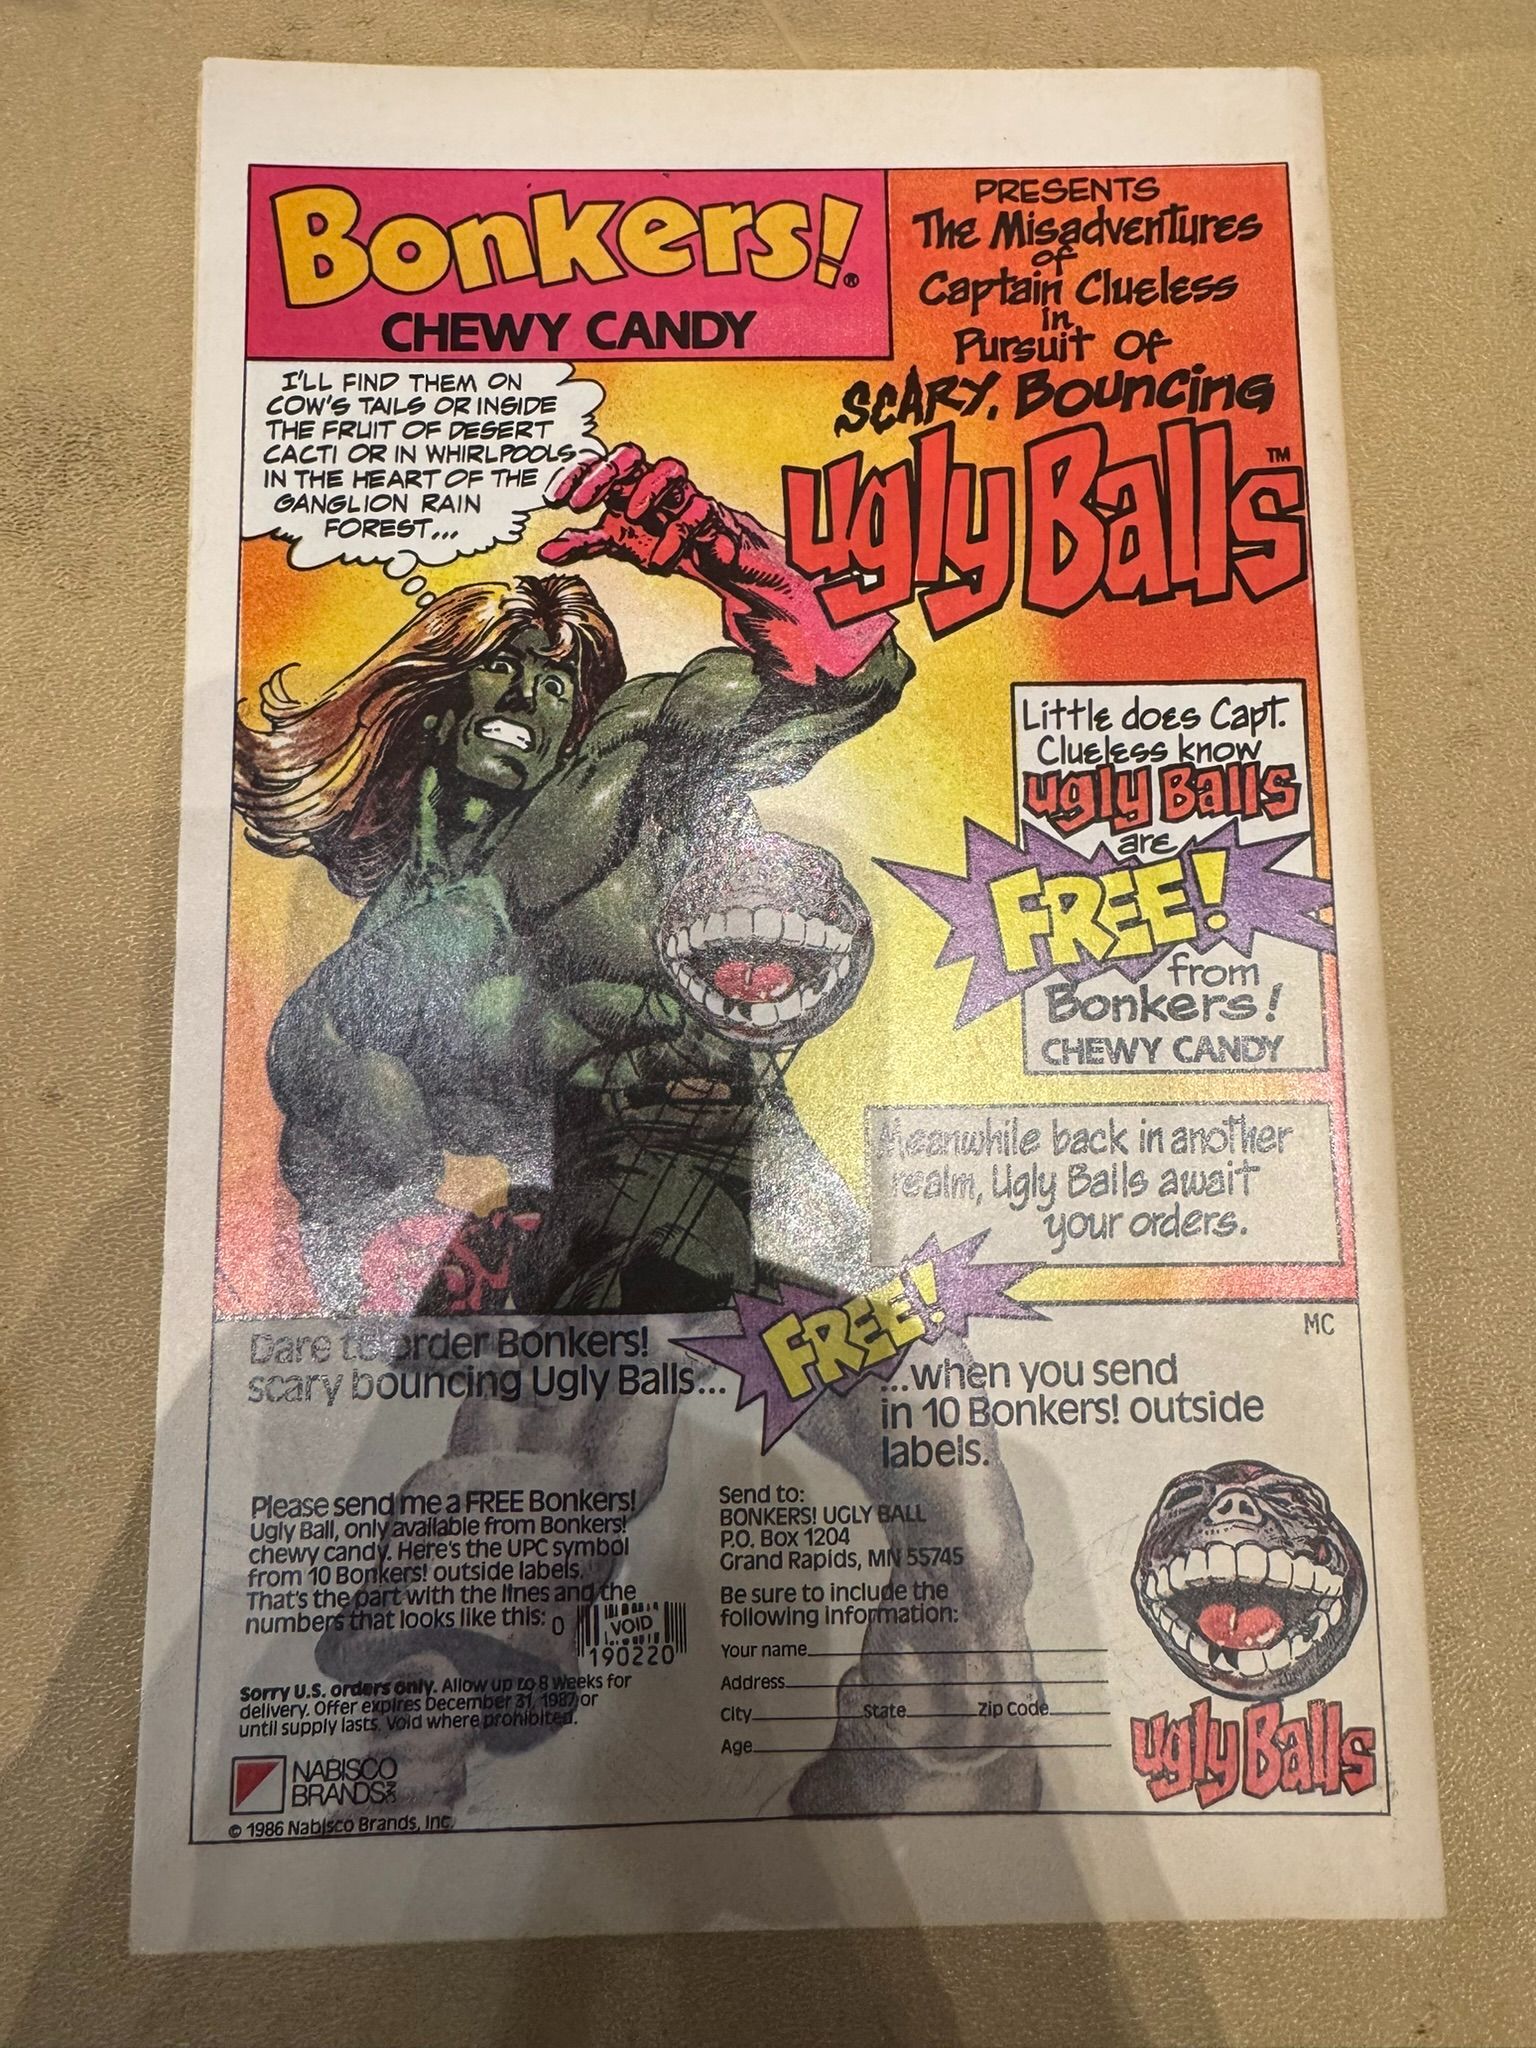 Bonkers!®
CHEWY CANDY
PRESENTS
The Misadventures
of
Captain Clueless
in
Pursuit of
SCARY, Bouncing
ugly Balls™
I'LL FIND THEM ON
COW'S TAILS OR INSIDE
THE FRUIT OF DESERT
CACTI OR IN WHIRLPOOLS
IN THE HEART OF THE
GANGLION RAIN
FOREST...
Little does Capt.
Clueless know
ugly Balls
are
FREE!
from
Bonkers!
CHEWY CANDY
Meanwhile back in another
realm, Ugly Balls await
your orders.
MC
Dare to order Bonkers!
scary bouncing Ugly Balls...
FREE!
...when you send
in 10 Bonkers! outside
labels.
Please send me a FREE Bonkers!
Ugly Ball, only available from Bonkers!
chewy candy. Here's the UPC symbol
from 10 Bonkers! outside labels.
That's the part with the lines and the
numbers that looks like this: 0
VOID
190220
Sorry U.S. orders only. Allow up to 8 weeks for
delivery. Offer expires December 31, 1987 or
until supply lasts. Void where prohibited.
NABISCO
BRANDS INC
© 1986 Nabisco Brands, Inc.
Send to:
BONKERS! UGLY BALL
P.O. Box 1204
Grand Rapids, MN 55745
Be sure to include the
following information:
Your name
Address
City State Zip Code
Age
ugly Balls